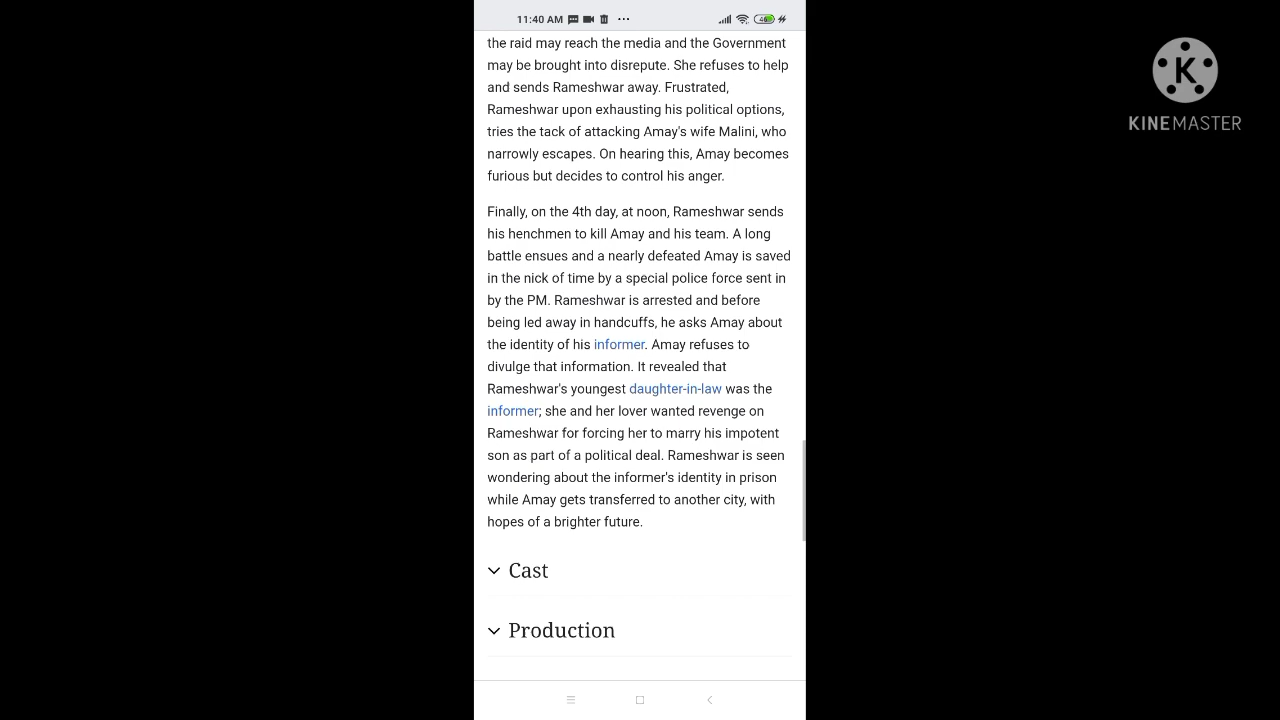 11:40 AM
46
the raid may reach the media and the Government
may be brought into disrepute. She refuses to help
and sends Rameshwar away. Frustrated,
Rameshwar upon exhausting his political options,
tries the tack of attacking Amay's wife Malini, who
narrowly escapes. On hearing this, Amay becomes
furious but decides to control his anger.
Finally, on the 4th day, at noon, Rameshwar sends
his henchmen to kill Amay and his team. A long
battle ensues and a nearly defeated Amay is saved
in the nick of time by a special police force sent in
by the PM. Rameshwar is arrested and before
being led away in handcuffs, he asks Amay about
the identity of his informer. Amay refuses to
divulge that information. It revealed that
Rameshwar's youngest daughter-in-law was the
informer; she and her lover wanted revenge on
Rameshwar for forcing her to marry his impotent
son as part of a political deal. Rameshwar is seen
wondering about the informer's identity in prison
while Amay gets transferred to another city, with
hopes of a brighter future.
Cast
Production
K
KINEMASTER